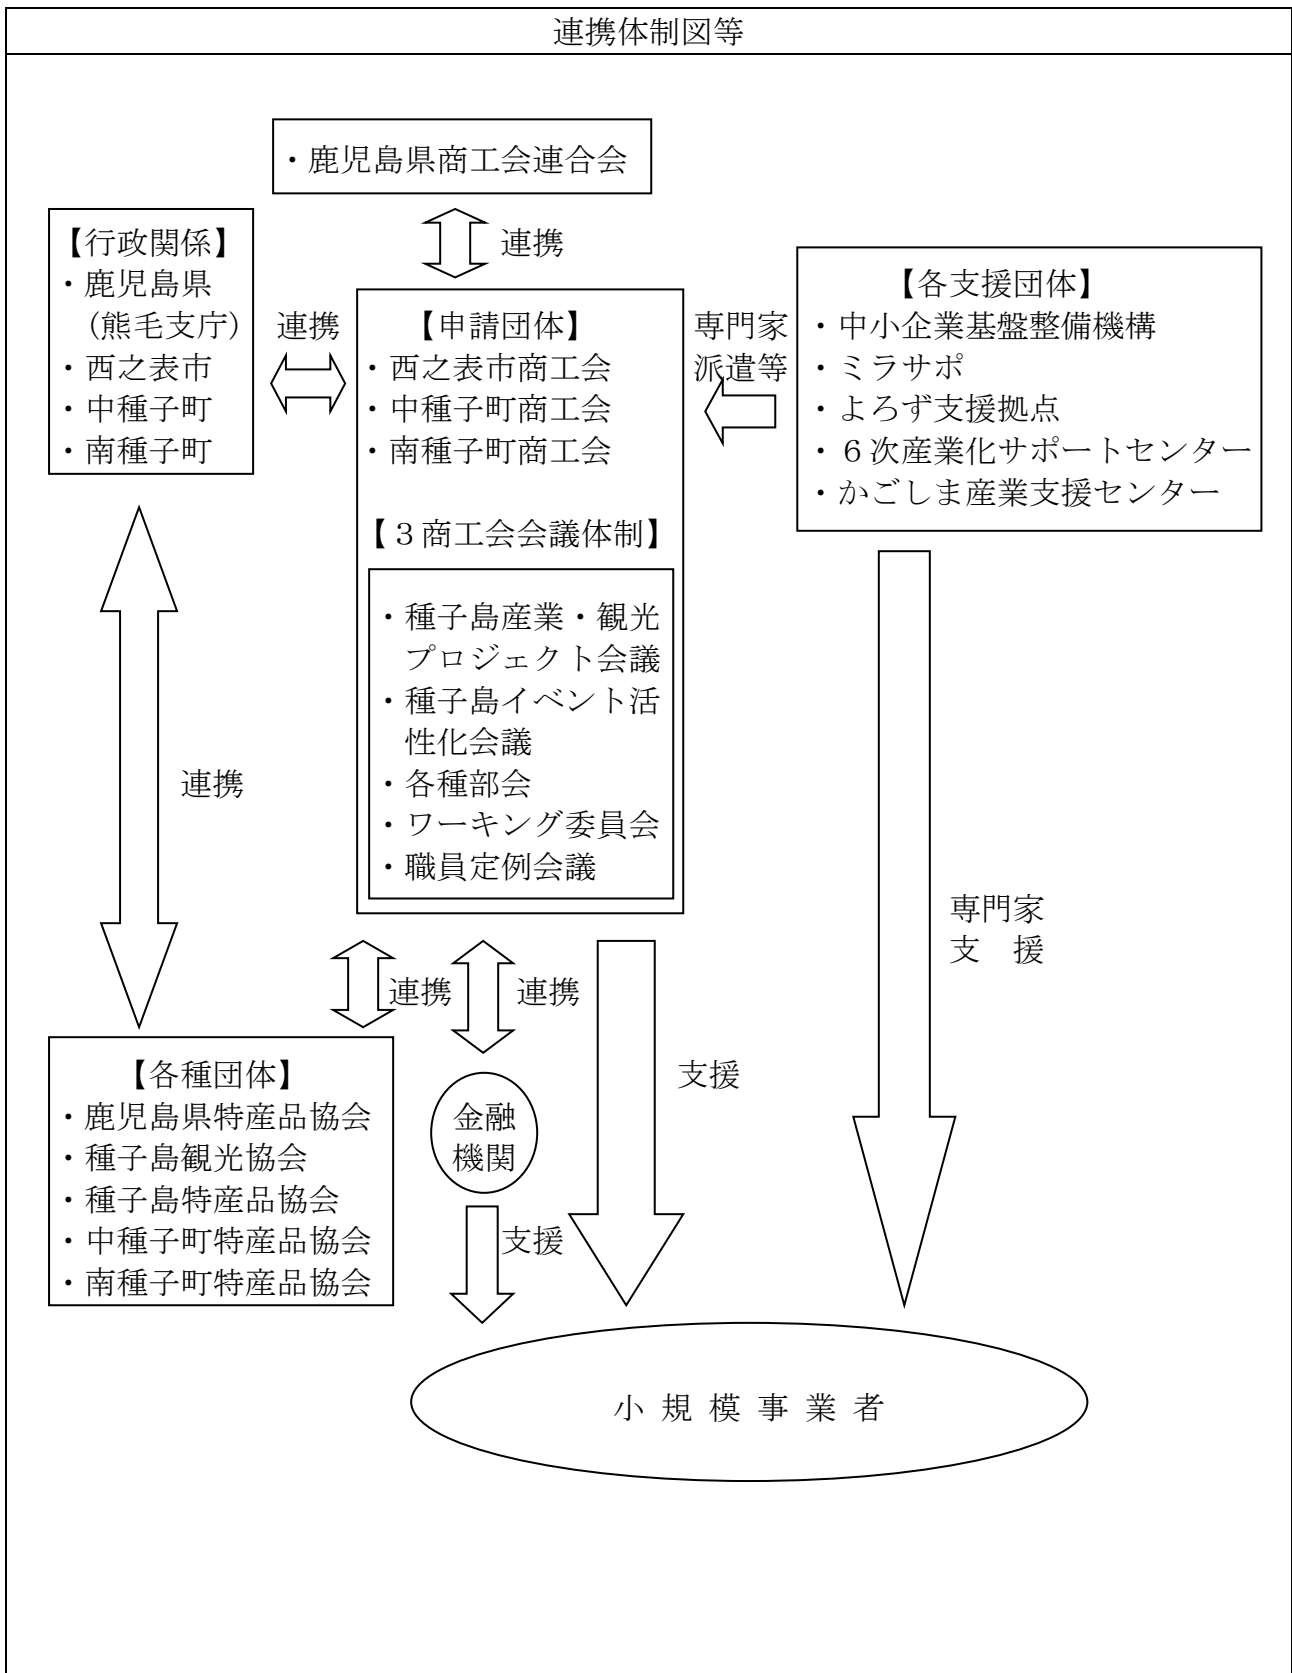 連携体制図等
・鹿児島県商工会連合会
連携
【行政関係】
・鹿児島県
(熊毛支庁)
・西之表市
・中種子町
・南種子町
連携
【申請団体】
・西之表市商工会
・中種子町商工会
・南種子町商工会
【３商工会会議体制】
・種子島産業・観光
プロジェクト会議
・種子島イベント活
性化会議
・各種部会
・ワーキング委員会
・職員定例会議
専門家
派遣等
【各支援団体】
・中小企業基盤整備機構
・ミラサポ
・よろず支援拠点
・６次産業化サポートセンター
・かごしま産業支援センター
連携
専門家
支　援
連携
連携
支援
【各種団体】
・鹿児島県特産品協会
・種子島観光協会
・種子島特産品協会
・中種子町特産品協会
・南種子町特産品協会
金融
機関
支援
小 規 模 事 業 者